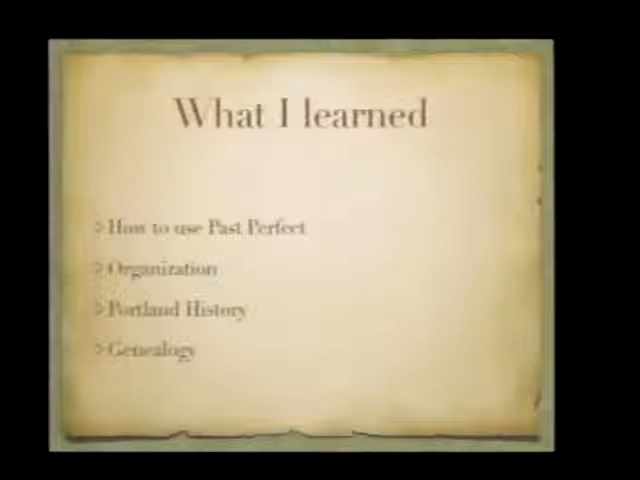 What I learned
How to use Past Perfect
Organization
Portland History
Genealogy